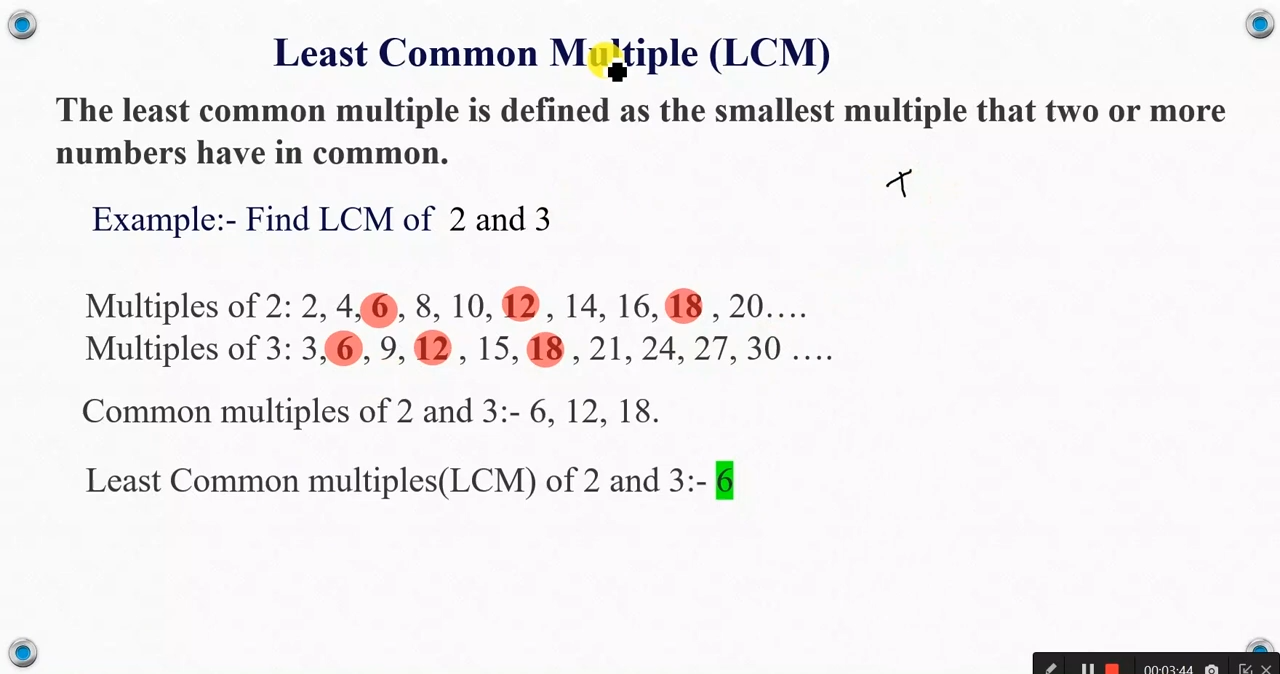 Least Common Multiple (LCM)
The least common multiple is defined as the smallest multiple that two or more
numbers have in common.
Example:- Find LCM of 2 and 3
Multiples of 2: 2, 4, 6 , 8, 10, 12 , 14, 16, 18 , 20....
Multiples of 3: 3, 6 , 9, 12 , 15, 18 , 21, 24, 27, 30 ....
Common multiples of 2 and 3:- 6, 12, 18.
Least Common multiples(LCM) of 2 and 3:- 6
00:03:44